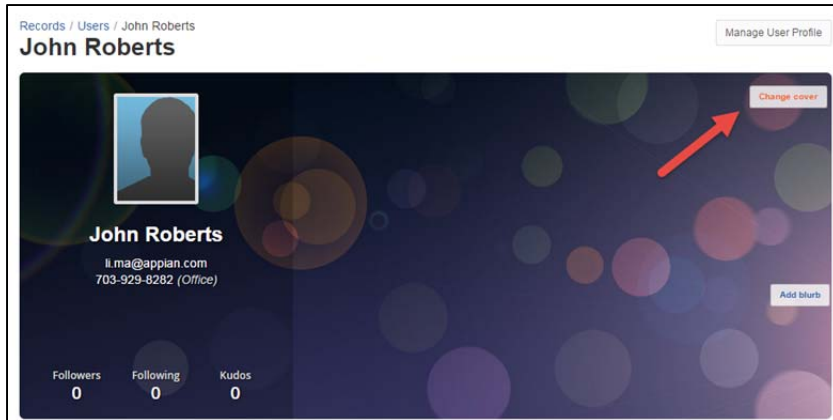 Records / Users / John Roberts
John Roberts
Manage User Profile
Change cover
John Roberts
li.ma@appian.com
703-929-8282 (Office)
Add blurb
Followers Following Kudos
0 0 0